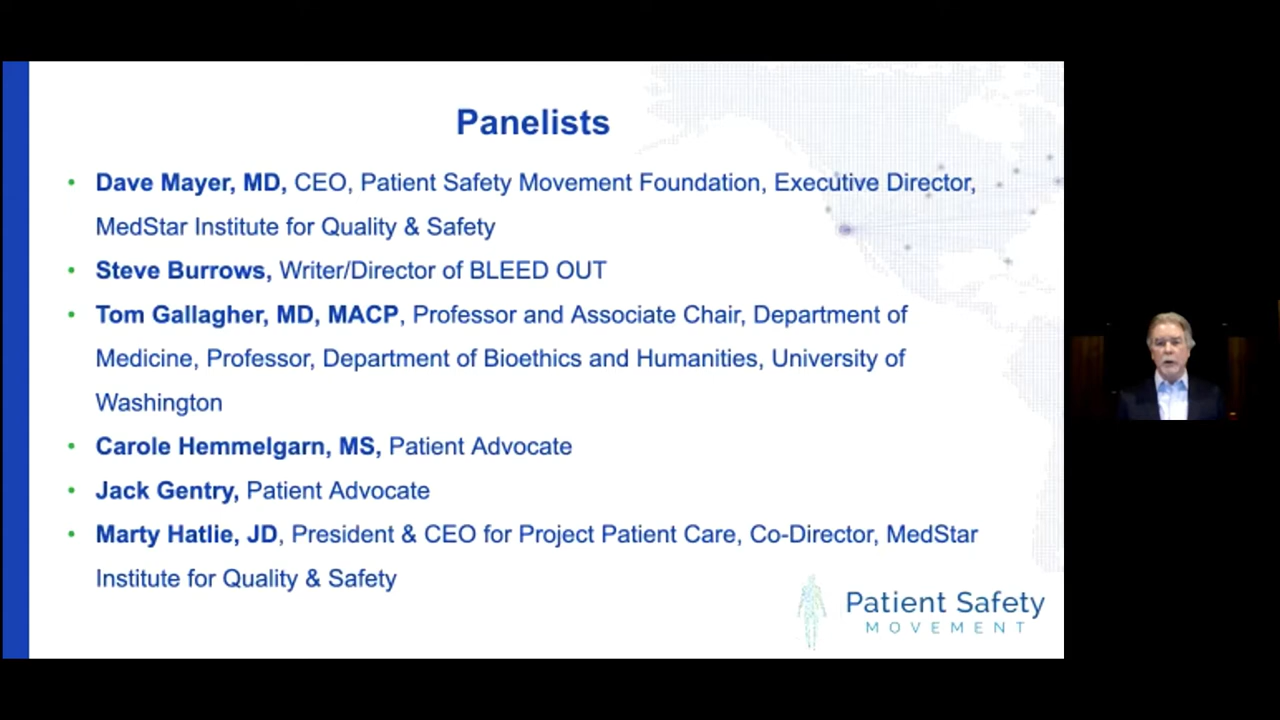 Panelists
• Dave Mayer, MD, CEO, Patient Safety Movement Foundation, Executive Director,
MedStar Institute for Quality & Safety
• Steve Burrows, Writer/Director of BLEED OUT
• Tom Gallagher, MD, MACP, Professor and Associate Chair, Department of
Medicine, Professor, Department of Bioethics and Humanities, University of
Washington
• Carole Hemmelgarn, MS, Patient Advocate
• Jack Gentry, Patient Advocate
• Marty Hatlie, JD, President & CEO for Project Patient Care, Co-Director, MedStar
Institute for Quality & Safety
Patient Safety
MOVEMENT